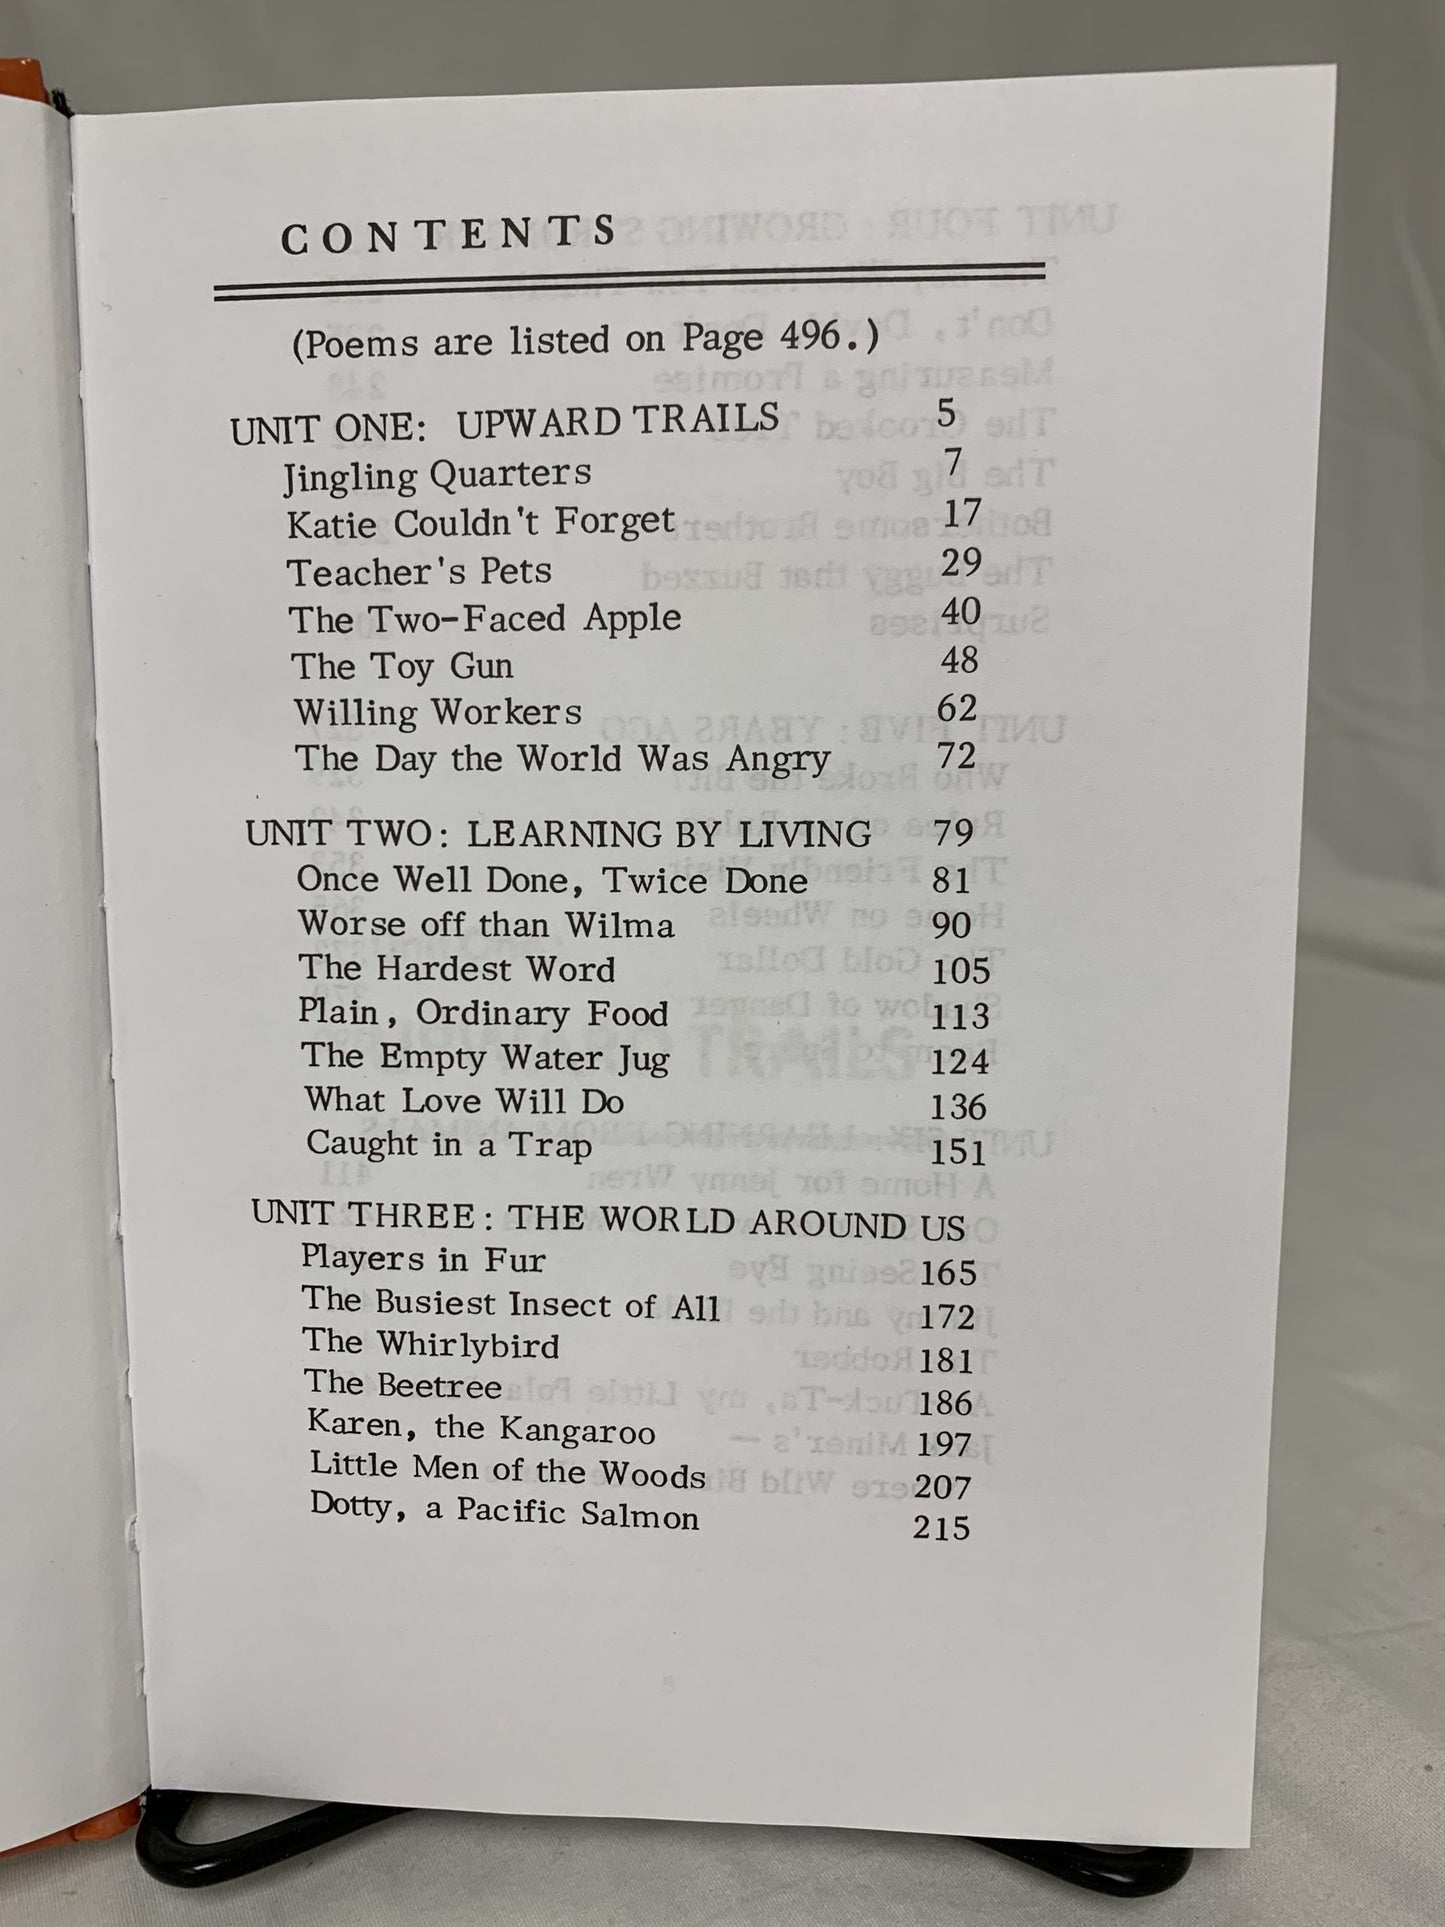 CONTENTS
(Poems are listed on Page 496.)
UNIT ONE: UPWARD TRAILS 5
Jingling Quarters 7
Katie Couldn't Forget 17
Teacher's Pets 29
The Two-Faced Apple 40
The Toy Gun 48
Willing Workers 62
The Day the World Was Angry 72
UNIT TWO: LEARNING BY LIVING 79
Once Well Done, Twice Done 81
Worse off than Wilma 90
The Hardest Word 105
Plain, Ordinary Food 113
The Empty Water Jug 124
What Love Will Do 136
Caught in a Trap 151
UNIT THREE: THE WORLD AROUND US
Players in Fur 165
The Busiest Insect of All 172
The Whirlybird 181
The Beetree 186
Karen, the Kangaroo 197
Little Men of the Woods 207
Dotty, a Pacific Salmon 215